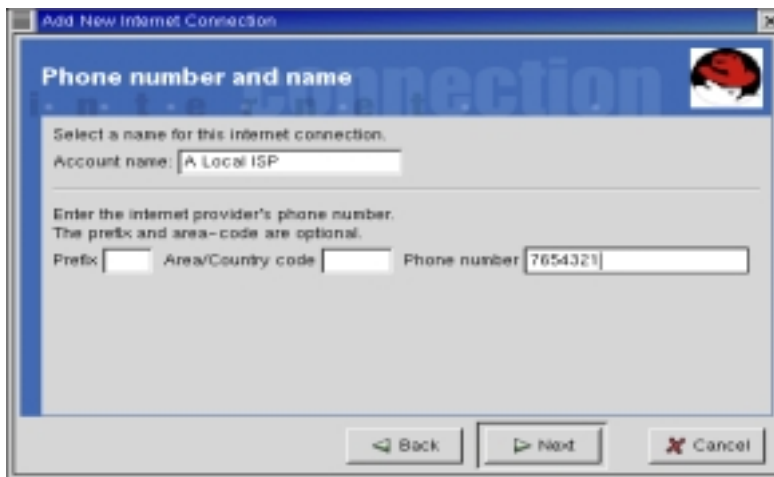 Add New Internet Connection
connection
internet
Phone number and name
Select a name for this internet connection.
Account name: A Local ISP
Enter the internet provider's phone number.
The prefix and area-code are optional.
Prefix Area/Country code Phone number 7654321
Back Next Cancel